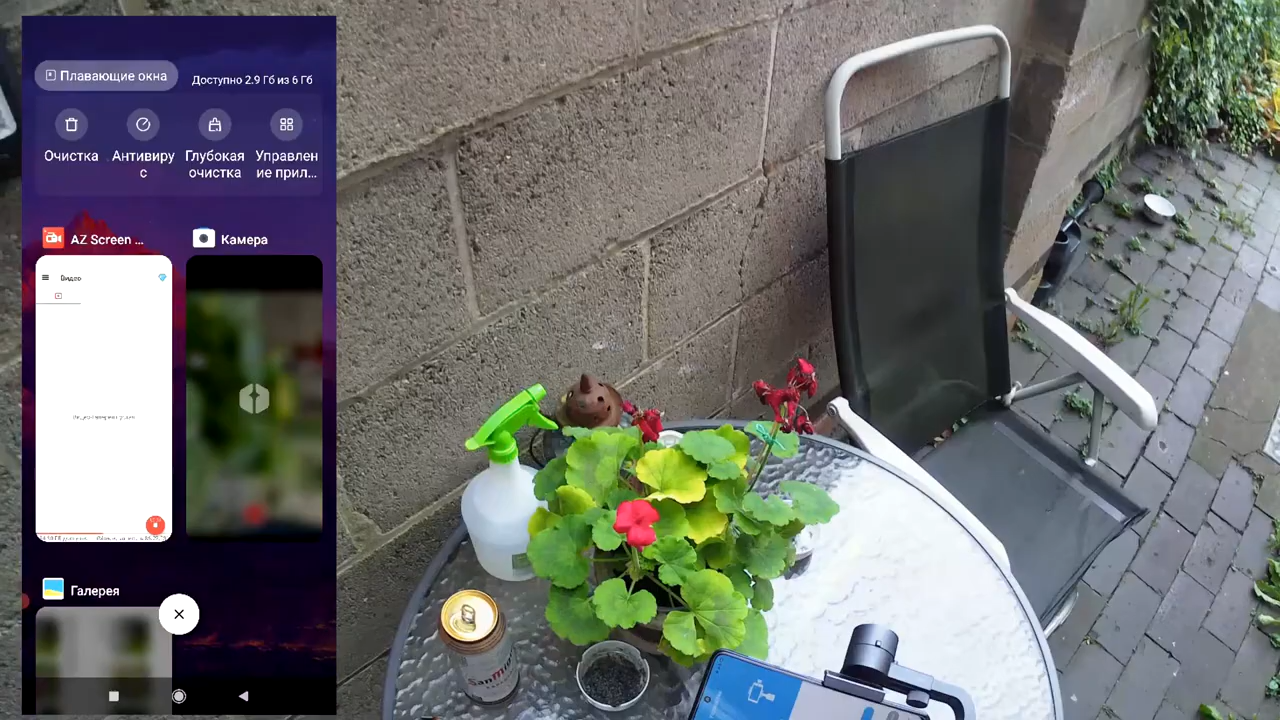 Плавающие окна
Доступно 2.9 Гб из 6 Гб
Очистка
Антивиру
с
Глубокая
очистка
Управлен
ие прил...
AZ Screen ...
Камера
Видео
Галерея